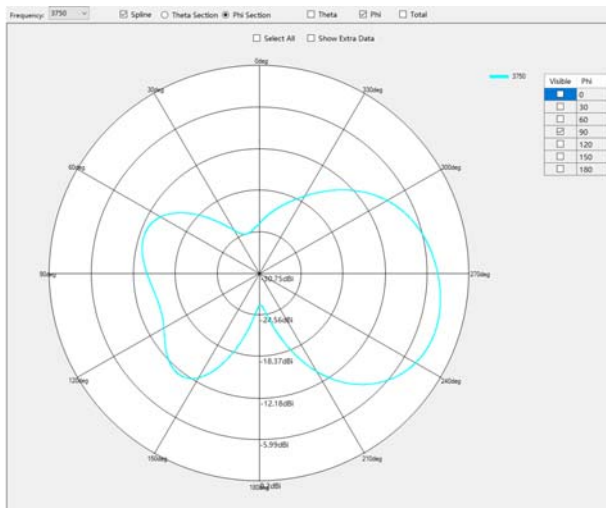 Frequency: 3750 Spline Theta Section Phi Section Theta Phi Total
Select All Show Extra Data
0deg
3750
Visible Phi
30deg
330deg
0
30
60
90
120
150
180
60deg
300deg
90deg
270deg
-30.75dBi
-24.56dBi
120deg
240deg
-18.37dBi
-12.18dBi
150deg
210deg
-5.99dBi